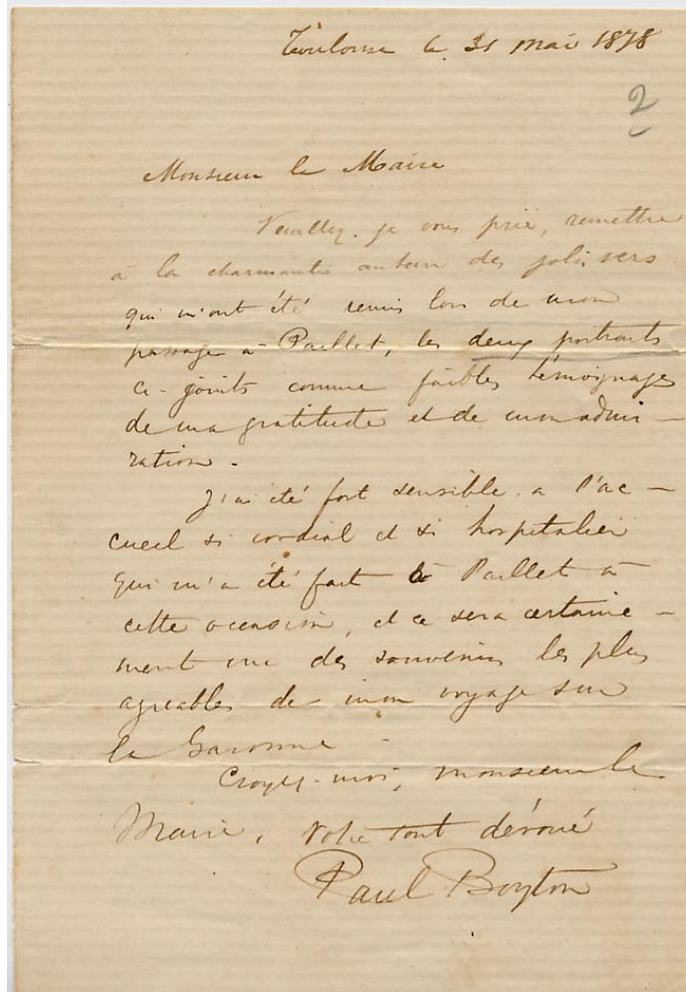 Toulouse le 31 mai 1878
2
Monsieur le Maire
Veuillez, je vous prie, remettre
à la charmante auteur des jolis vers
qui m'ont été remis lors de mon
passage à Paillet, les deux portraits
ci-joints comme faibles témoignages
de ma gratitude et de mon admi-
ration.
J'ai été fort sensible, a l'ac-
cueil si cordial et si hospitalier
qui m'a été fait à Paillet à
cette occasion, et ce sera certaine-
ment un des souvenirs les plus
agréables de mon voyage sur
la Garonne.
Croyez-moi, monsieur le
Maire, votre tout dévoué
Paul Boyton